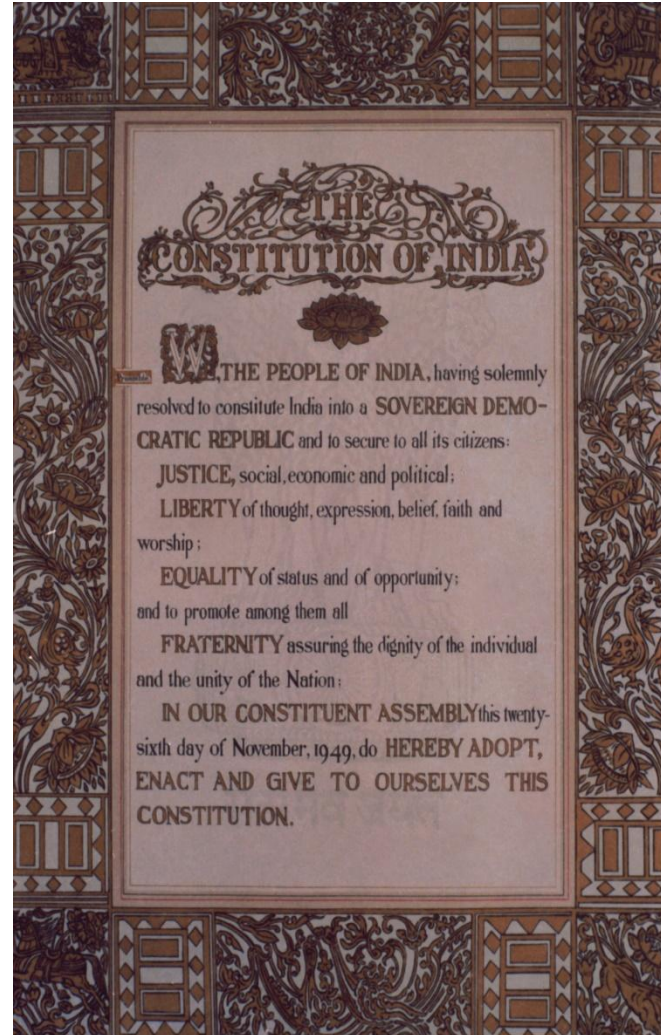 THE
CONSTITUTION OF INDIA
WE, THE PEOPLE OF INDIA, having solemnly
resolved to constitute India into a SOVEREIGN DEMO-
CRATIC REPUBLIC and to secure to all its citizens:
JUSTICE, social, economic and political;
LIBERTY of thought, expression, belief, faith and
worship;
EQUALITY of status and of opportunity;
and to promote among them all
FRATERNITY assuring the dignity of the individual
and the unity of the Nation;
IN OUR CONSTITUENT ASSEMBLY this twenty-
sixth day of November, 1949, do HEREBY ADOPT,
ENACT AND GIVE TO OURSELVES THIS
CONSTITUTION.